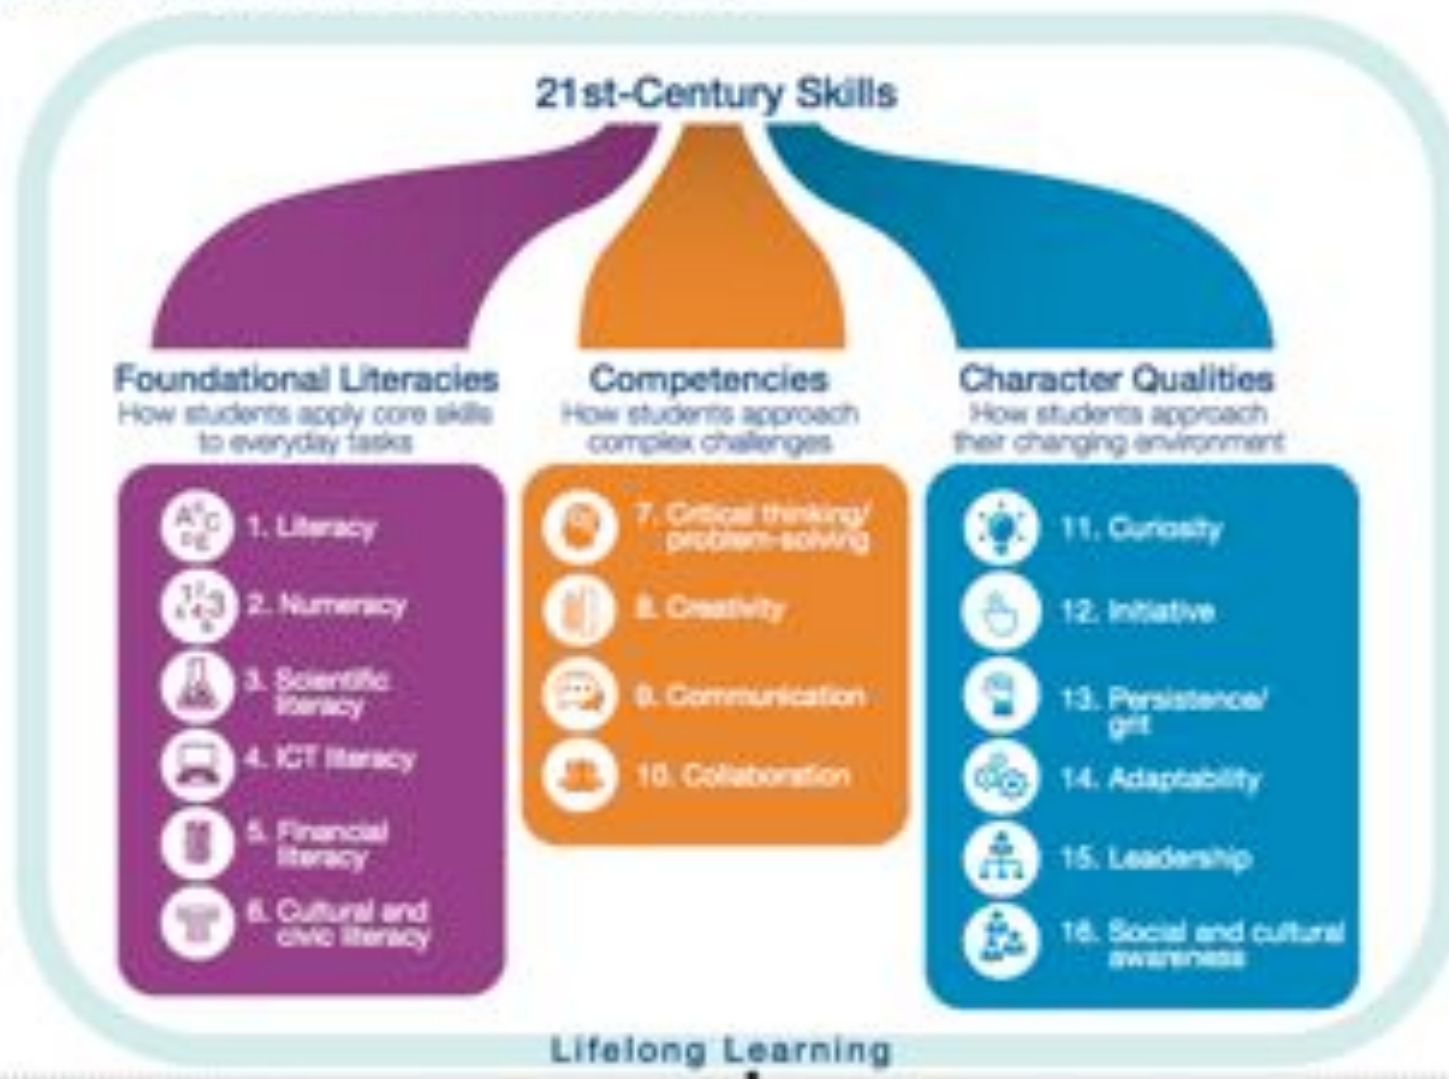 21st-Century Skills
Foundational Literacies
How students apply core skills
to everyday tasks
1. Literacy
2. Numeracy
3. Scientific
literacy
4. ICT literacy
5. Financial
literacy
6. Cultural and
civic literacy
Competencies
How students approach
complex challenges
7. Critical thinking/
problem-solving
8. Creativity
9. Communication
10. Collaboration
Character Qualities
How students approach
their changing environment
11. Curiosity
12. Initiative
13. Persistence/
grit
14. Adaptability
15. Leadership
16. Social and cultural
awareness
Lifelong Learning